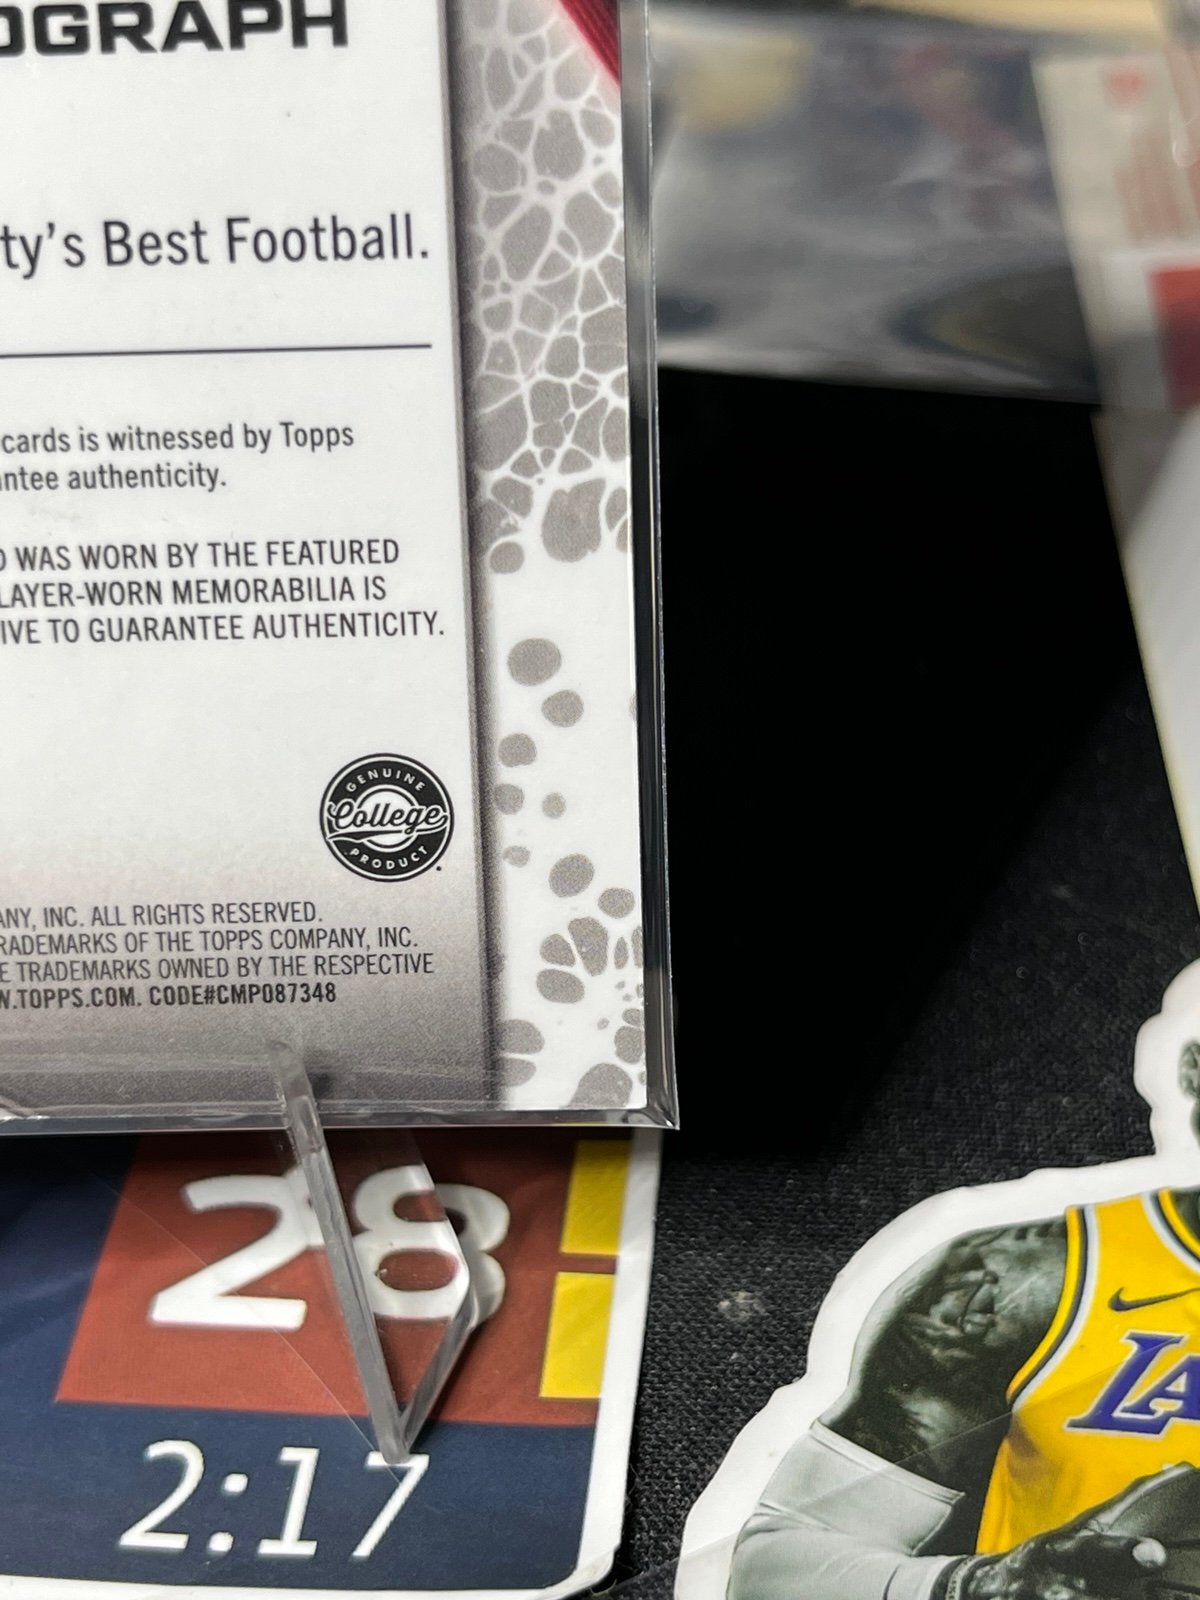 OGRAPH
ty's Best Football.
cards is witnessed by Topps
ntee authenticity.
WAS WORN BY THE FEATURED
LAYER-WORN MEMORABILIA IS
IVE TO GUARANTEE AUTHENTICITY.
GENUINE
College
PRODUCT
ANY, INC. ALL RIGHTS RESERVED.
RADEMARKS OF THE TOPPS COMPANY, INC.
E TRADEMARKS OWNED BY THE RESPECTIVE
W.TOPPS.COM. CODE#CMP087348
28
2:17
LA